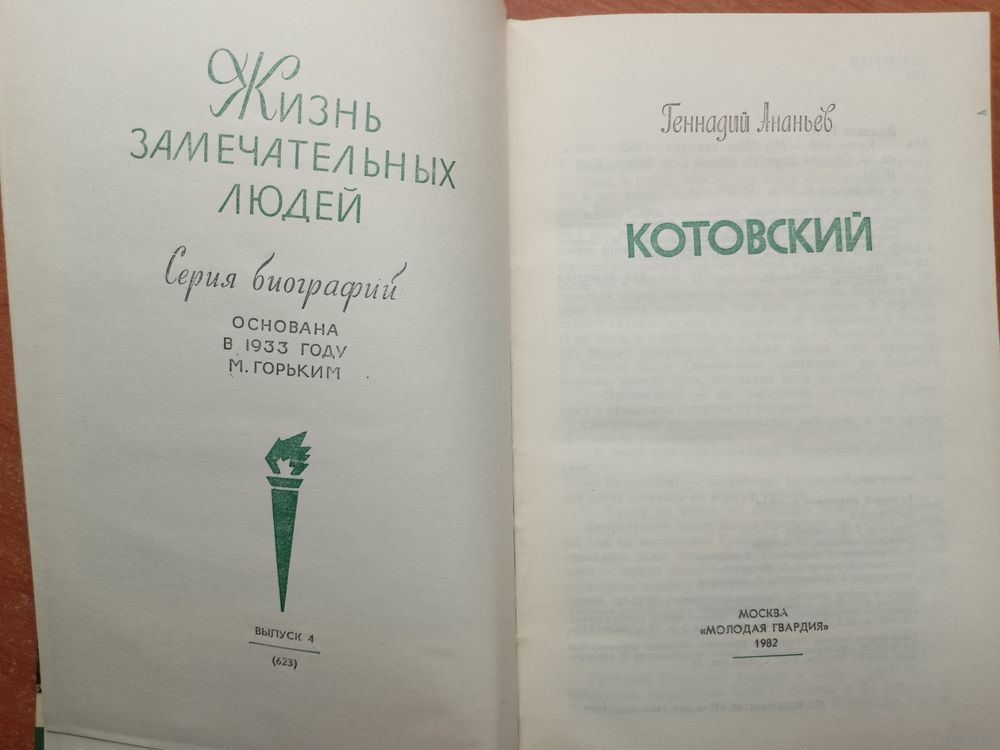 Жизнь
ЗАМЕЧАТЕЛЬНЫХ
ЛЮДЕЙ
Серия биографий
ОСНОВАНА
В 1933 ГОДУ
М. ГОРЬКИМ
ВЫПУСК 4
(623)
Геннадий Ананьев
КОТОВСКИЙ
МОСКВА
«МОЛОДАЯ ГВАРДИЯ»
1982